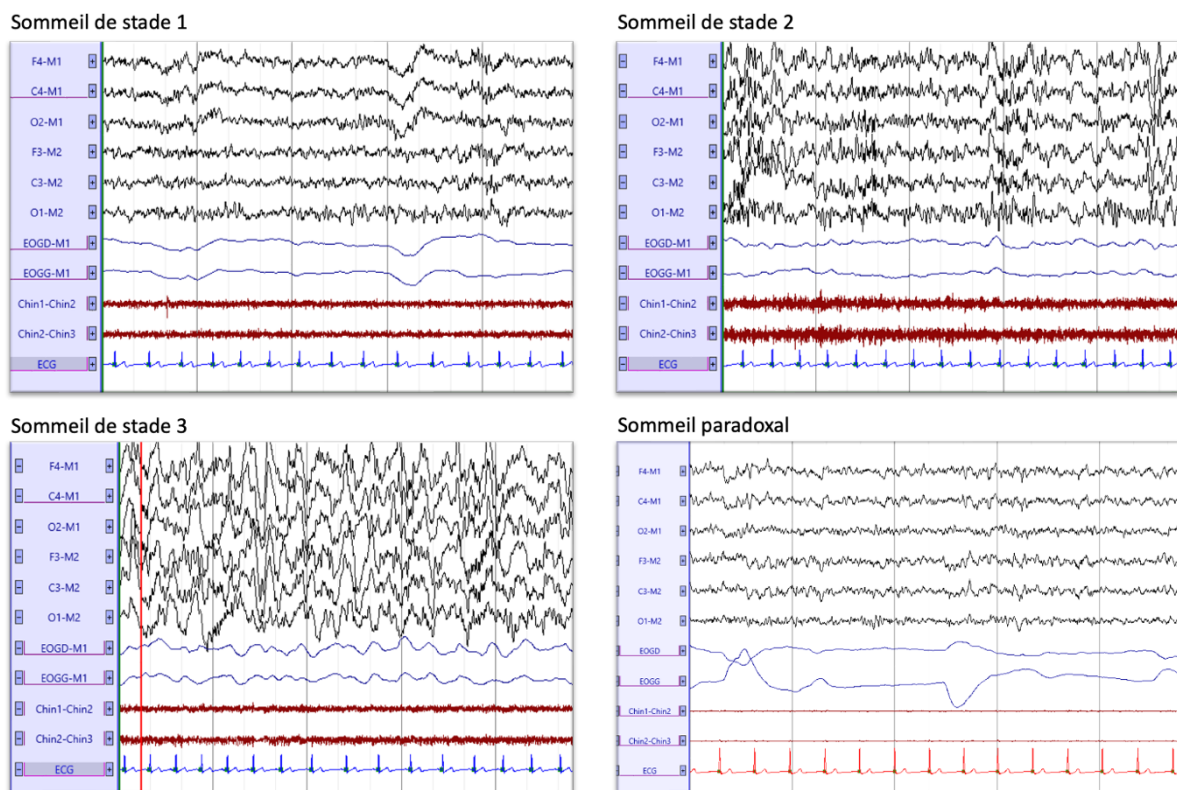 Sommeil de stade 1
F4-M1
C4-M1
O2-M1
F3-M2
C3-M2
O1-M2
EOGD-M1
EOGG-M1
Chin1-Chin2
Chin2-Chin3
ECG
Sommeil de stade 2
F4-M1
C4-M1
O2-M1
F3-M2
C3-M2
O1-M2
EOGD-M1
EOGG-M1
Chin1-Chin2
Chin2-Chin3
ECG
Sommeil de stade 3
F4-M1
C4-M1
O2-M1
F3-M2
C3-M2
O1-M2
EOGD-M1
EOGG-M1
Chin1-Chin2
Chin2-Chin3
ECG
Sommeil paradoxal
F4-M1
C4-M1
O2-M1
F3-M2
C3-M2
O1-M2
EOGD
EOGG
Chin1-Chin2
Chin2-Chin3
ECG